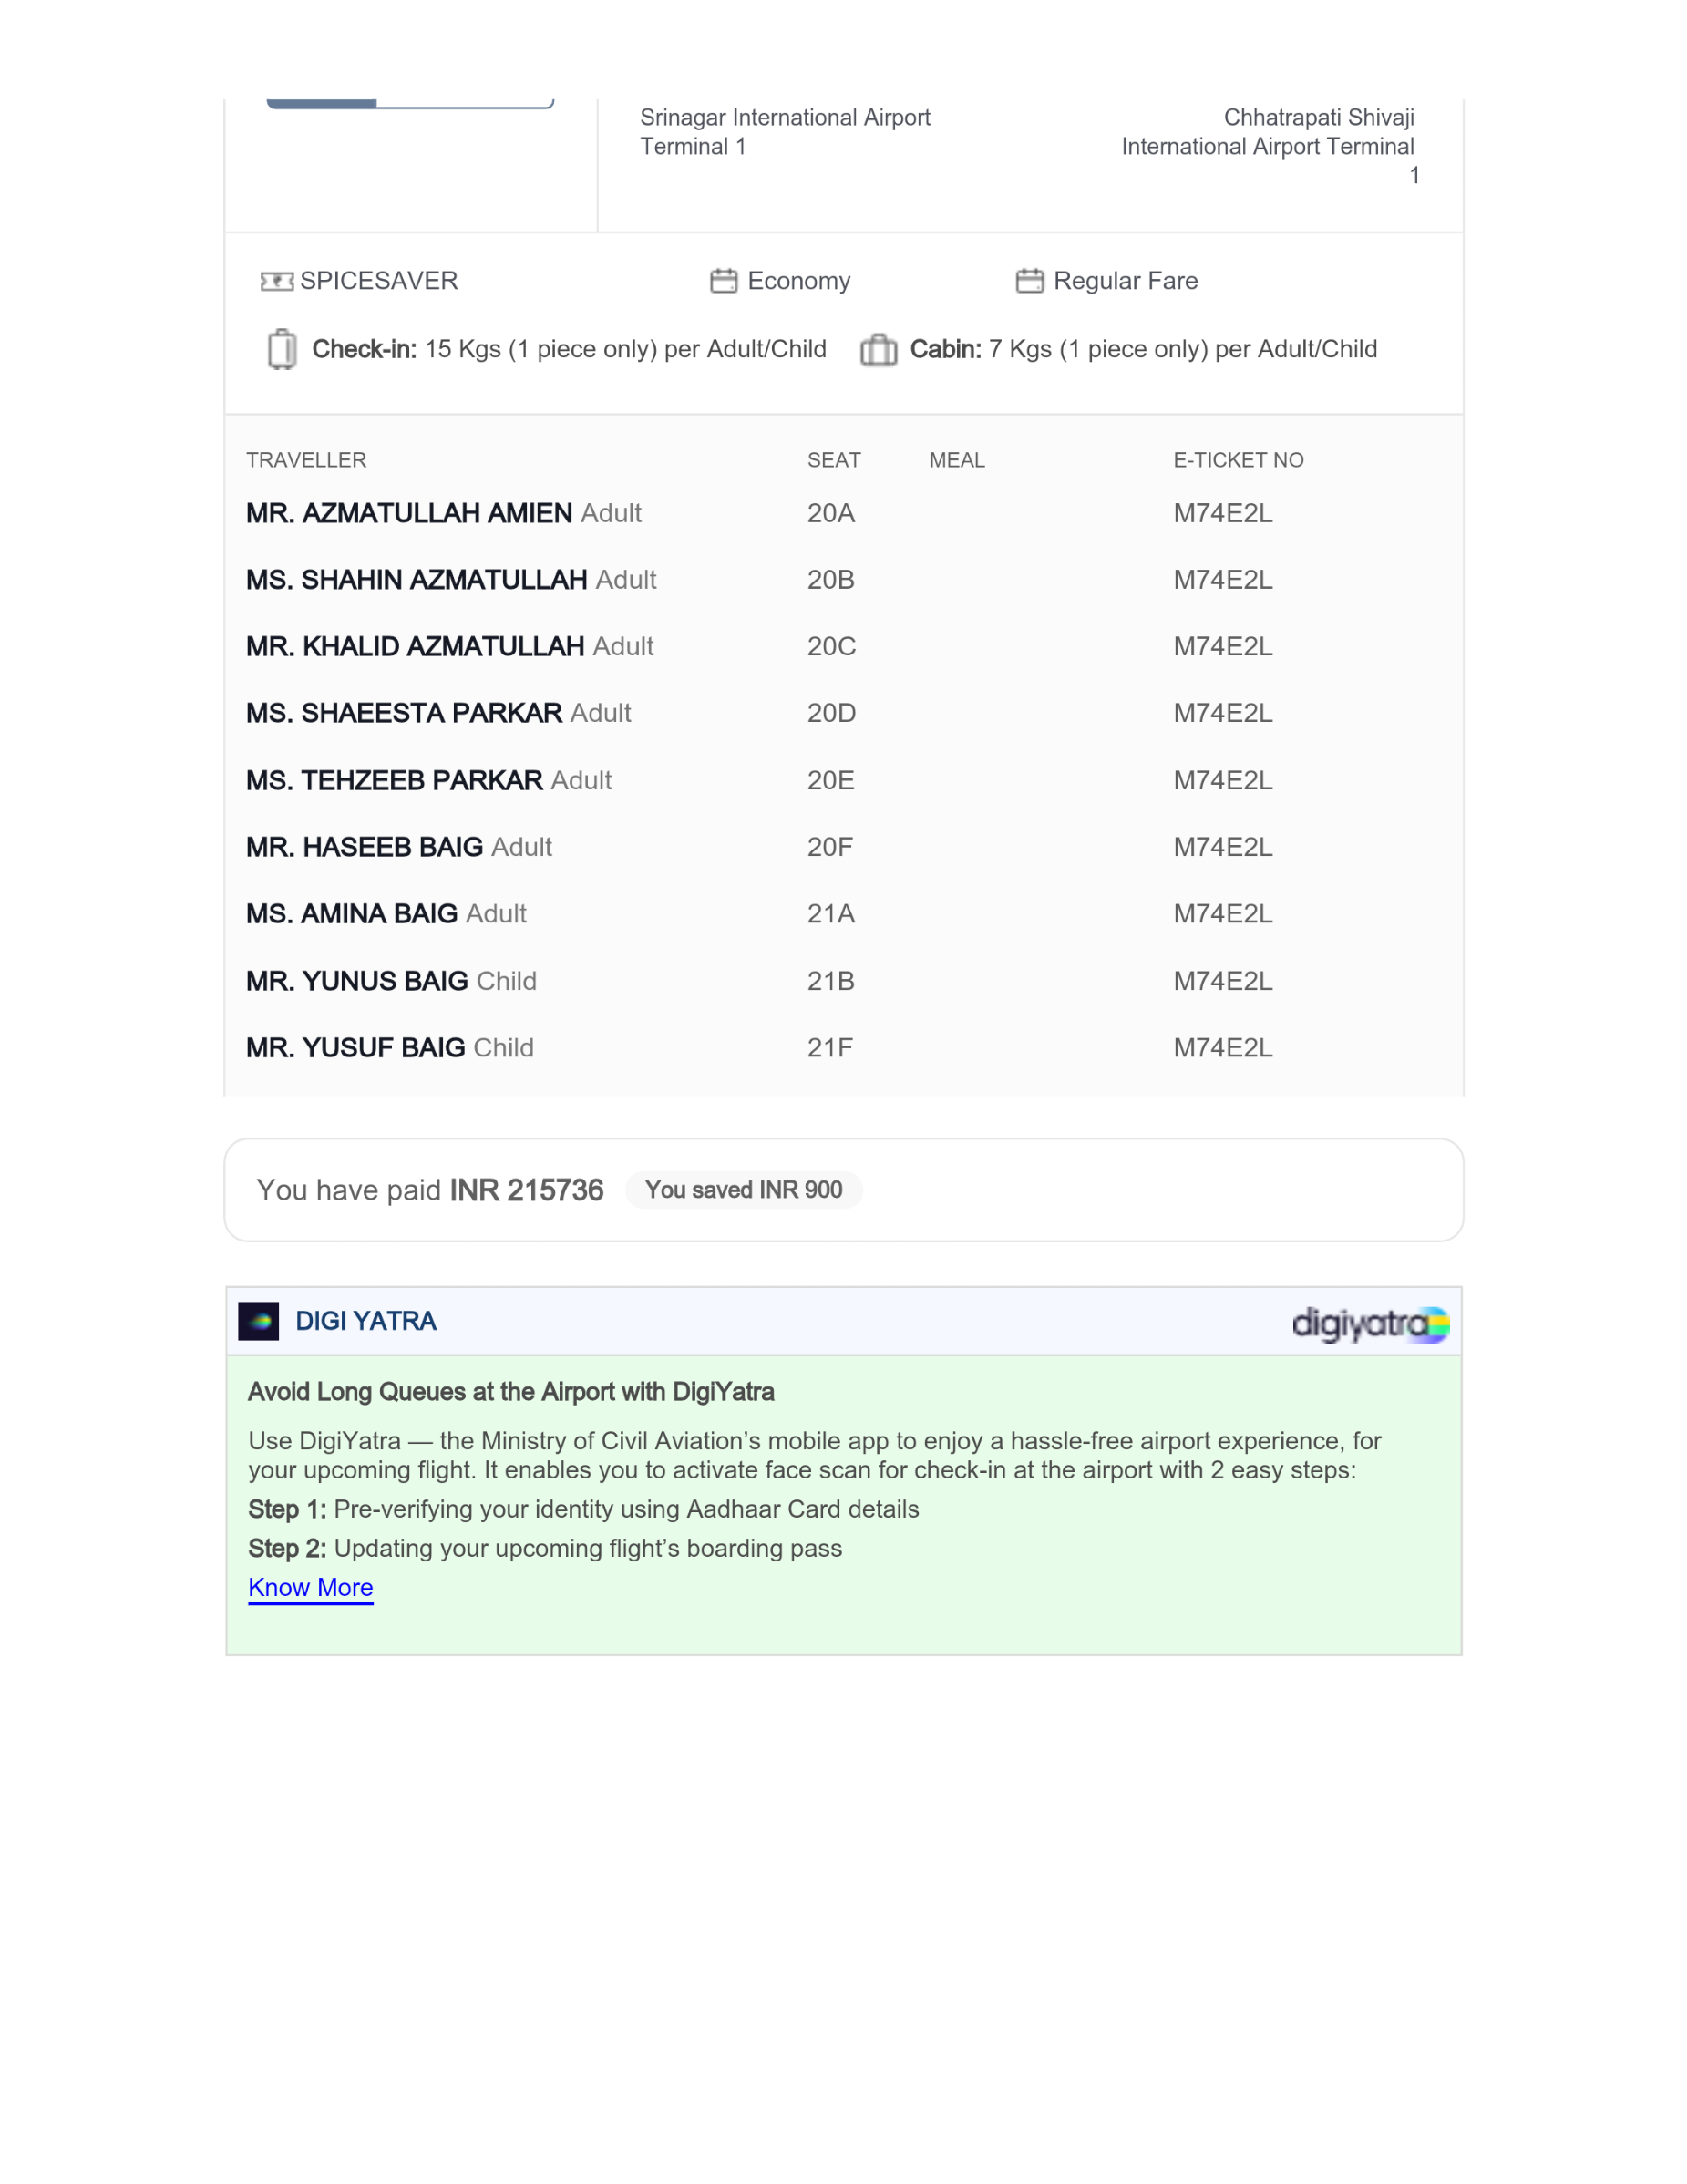 Srinagar International Airport
Terminal 1
Chhatrapati Shivaji
International Airport Terminal
1
SPICESAVER
Economy
Regular Fare
Check-in: 15 Kgs (1 piece only) per Adult/Child
Cabin: 7 Kgs (1 piece only) per Adult/Child
TRAVELLER SEAT MEAL E-TICKET NO
MR. AZMATULLAH AMIEN Adult 20A M74E2L
MS. SHAHIN AZMATULLAH Adult 20B M74E2L
MR. KHALID AZMATULLAH Adult 20C M74E2L
MS. SHAEESTA PARKAR Adult 20D M74E2L
MS. TEHZEEB PARKAR Adult 20E M74E2L
MR. HASEEB BAIG Adult 20F M74E2L
MS. AMINA BAIG Adult 21A M74E2L
MR. YUNUS BAIG Child 21B M74E2L
MR. YUSUF BAIG Child 21F M74E2L
You have paid INR 215736 You saved INR 900
DIGI YATRA
digiyatra
Avoid Long Queues at the Airport with DigiYatra
Use DigiYatra — the Ministry of Civil Aviation’s mobile app to enjoy a hassle-free airport experience, for
your upcoming flight. It enables you to activate face scan for check-in at the airport with 2 easy steps:
Step 1: Pre-verifying your identity using Aadhaar Card details
Step 2: Updating your upcoming flight’s boarding pass
Know More